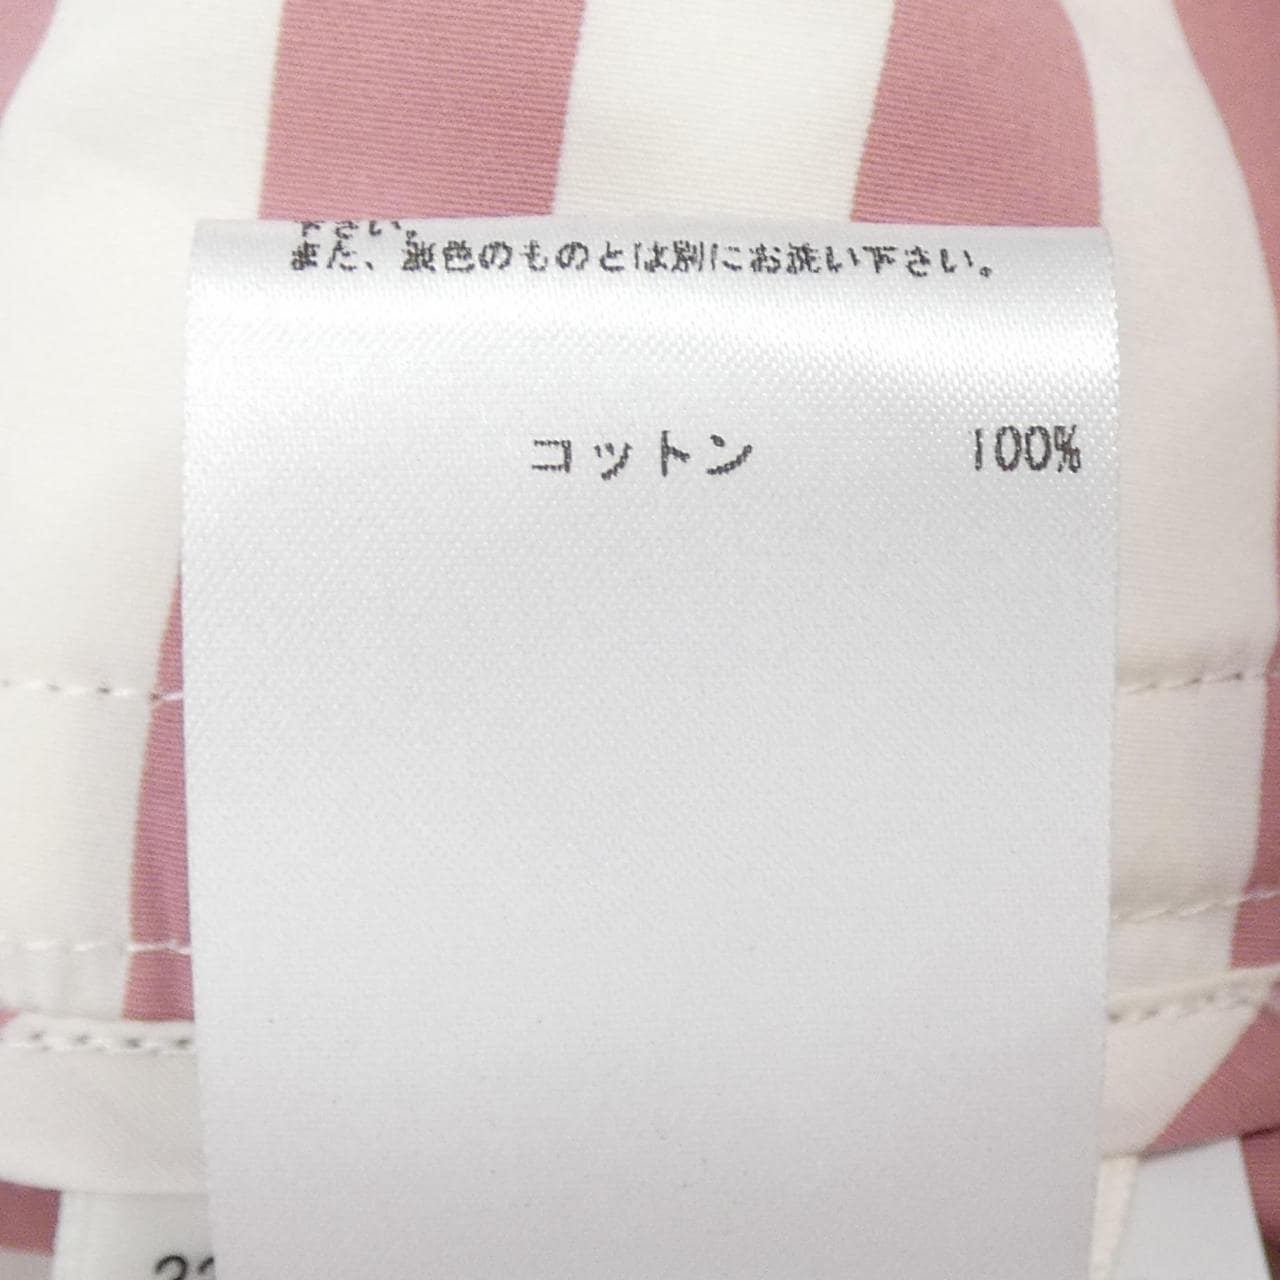 下さい。
また、淡色のものとは別にお洗い下さい。
コットン 100%